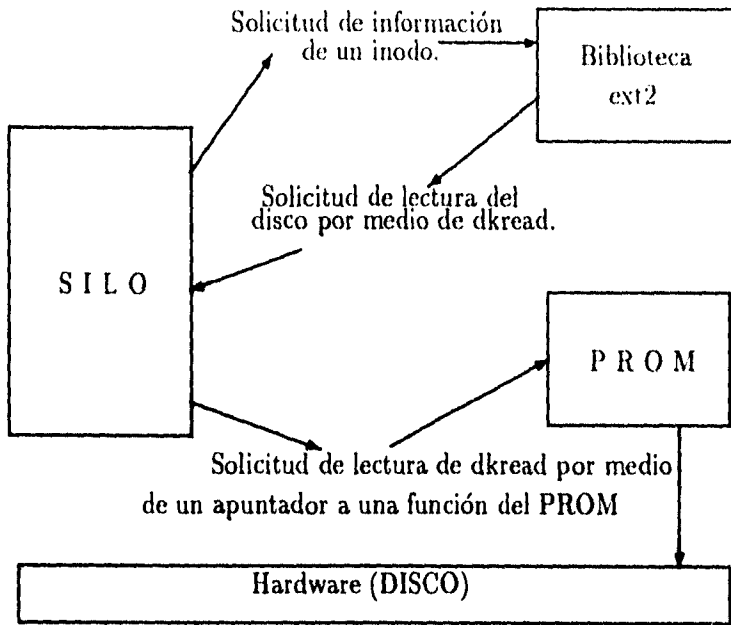 Solicitud de información
de un inodo.
Biblioteca
ext2
Solicitud de lectura del
disco por medio de dkread.
S I L O
P R O M
Solicitud de lectura de dkread por medio
de un apuntador a una función del PROM
Hardware (DISCO)